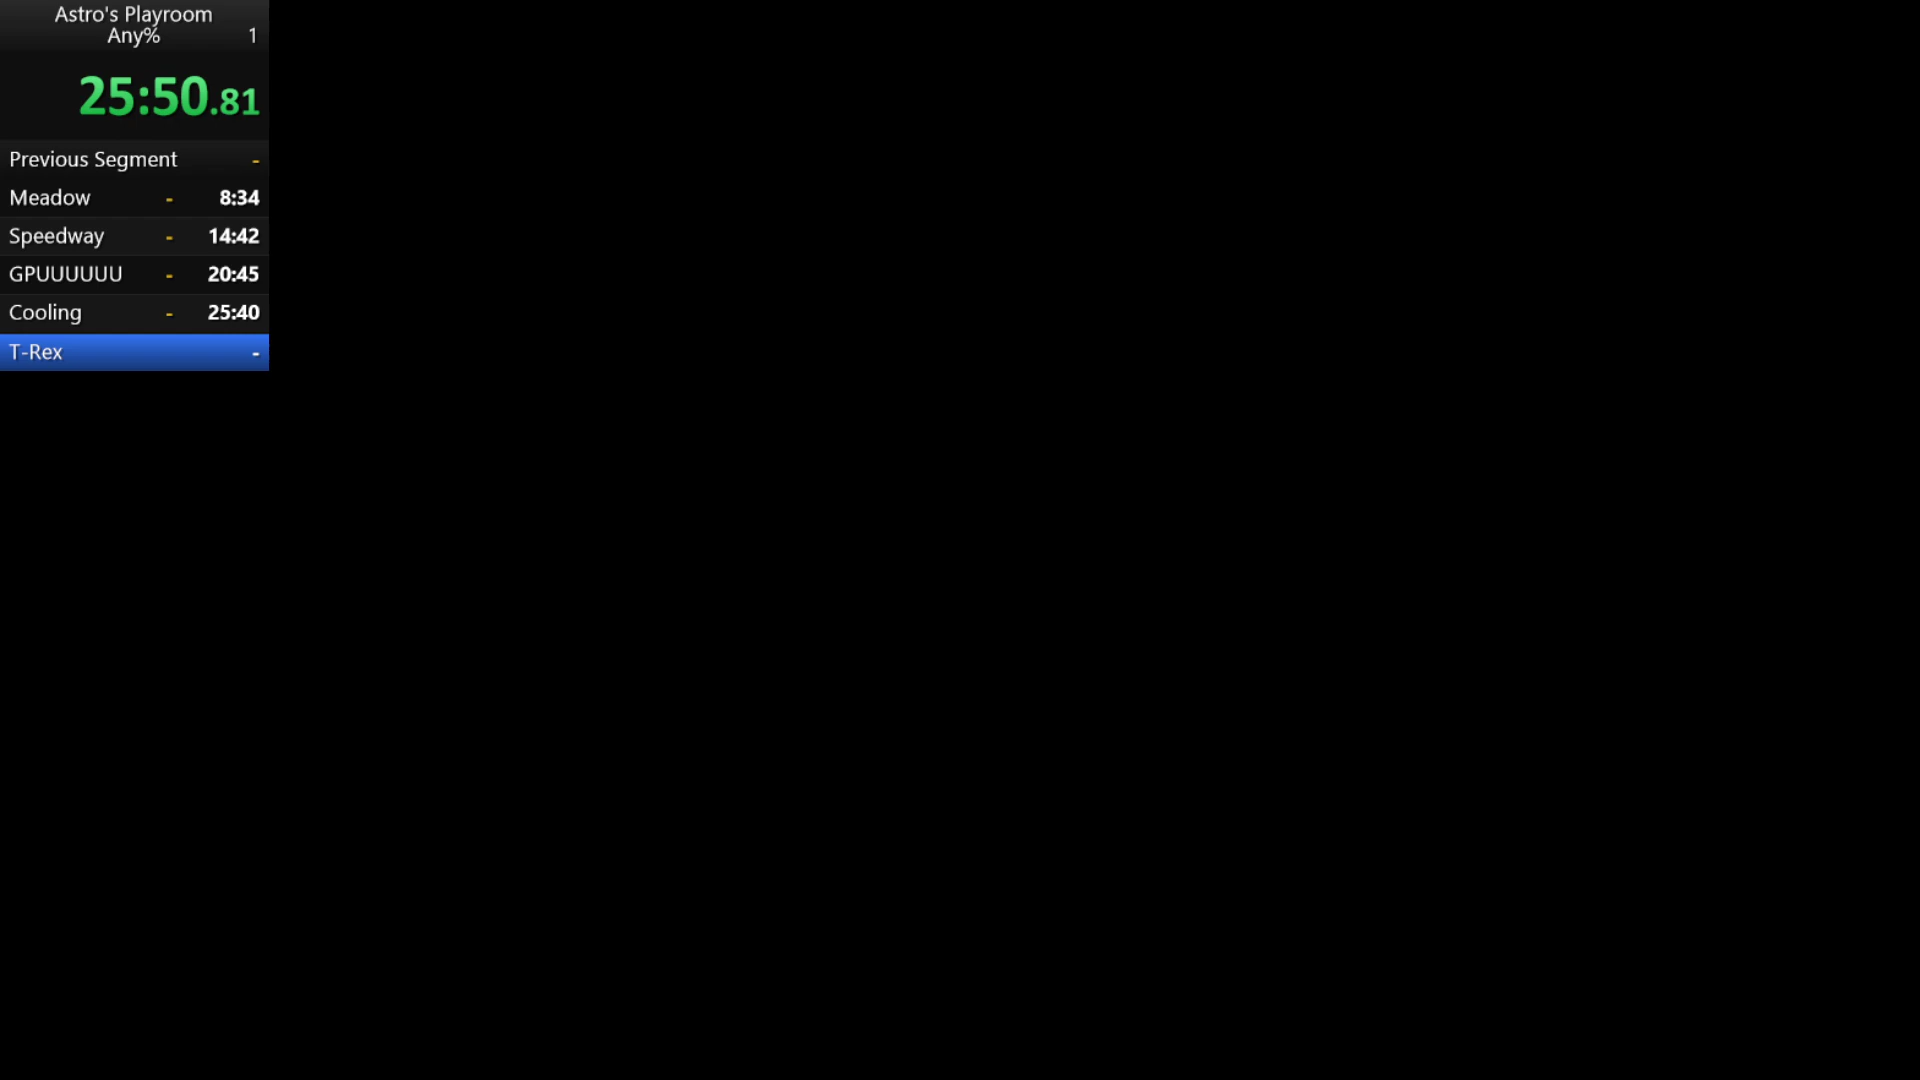 Astro's Playroom
Any% 1
25:50.81
Previous Segment -
Meadow - 8:34
Speedway - 14:42
GPUUUUUU - 20:45
Cooling - 25:40
T-Rex -